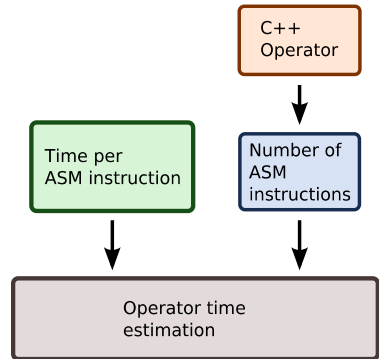 C++
Operator
Time per
ASM instruction
Number of
ASM
instructions
Operator time
estimation